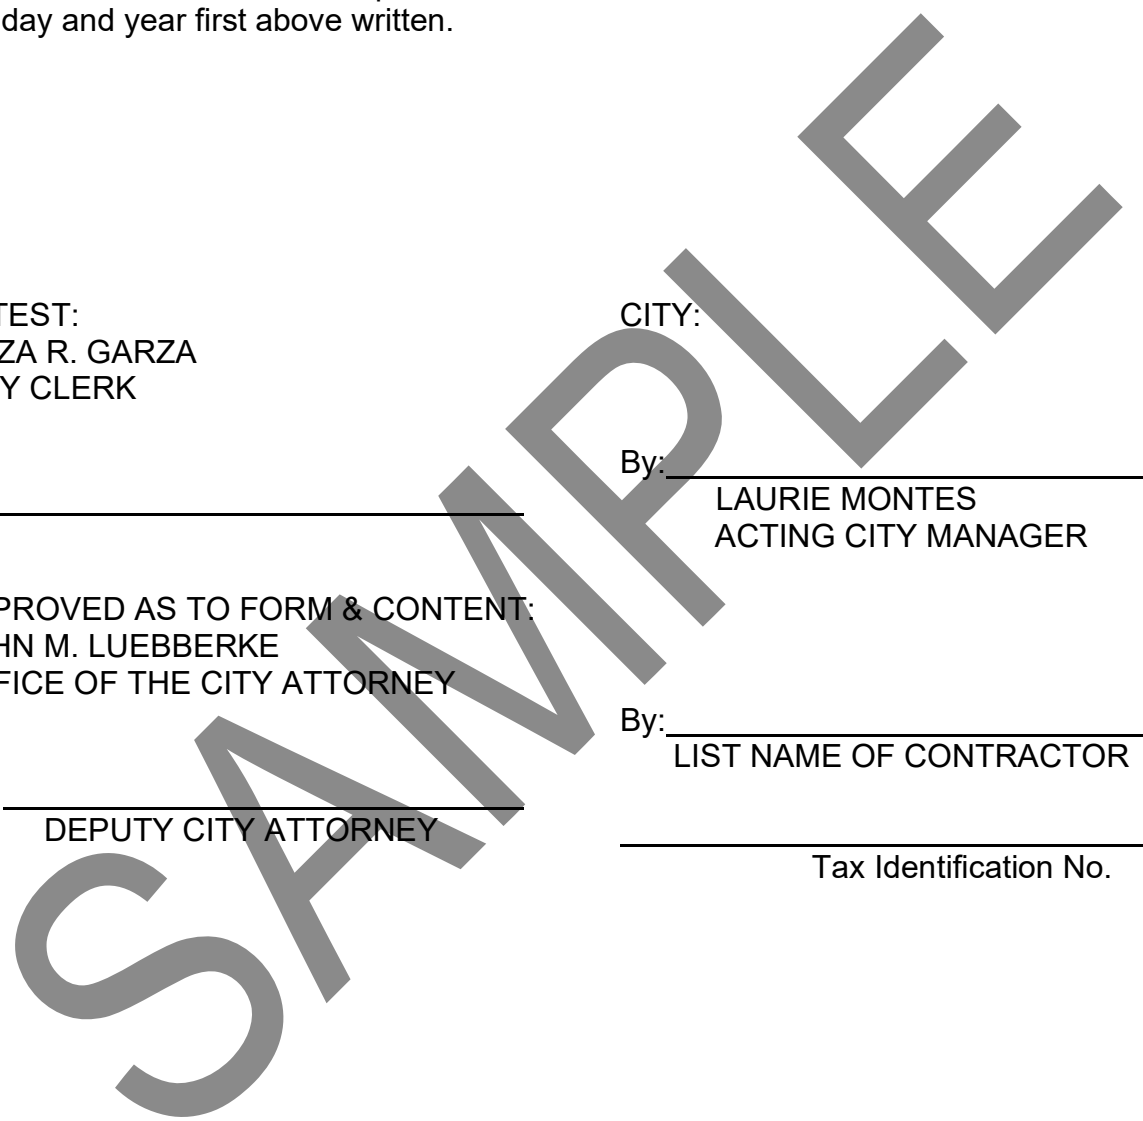 day and year first above written.
TEST:
ZA R. GARZA
Y CLERK
CITY:
By:
LAURIE MONTES
ACTING CITY MANAGER
PROVED AS TO FORM & CONTENT:
HN M. LUEBBERKE
FICE OF THE CITY ATTORNEY
By:
LIST NAME OF CONTRACTOR
DEPUTY CITY ATTORNEY
Tax Identification No.
SAMPLE